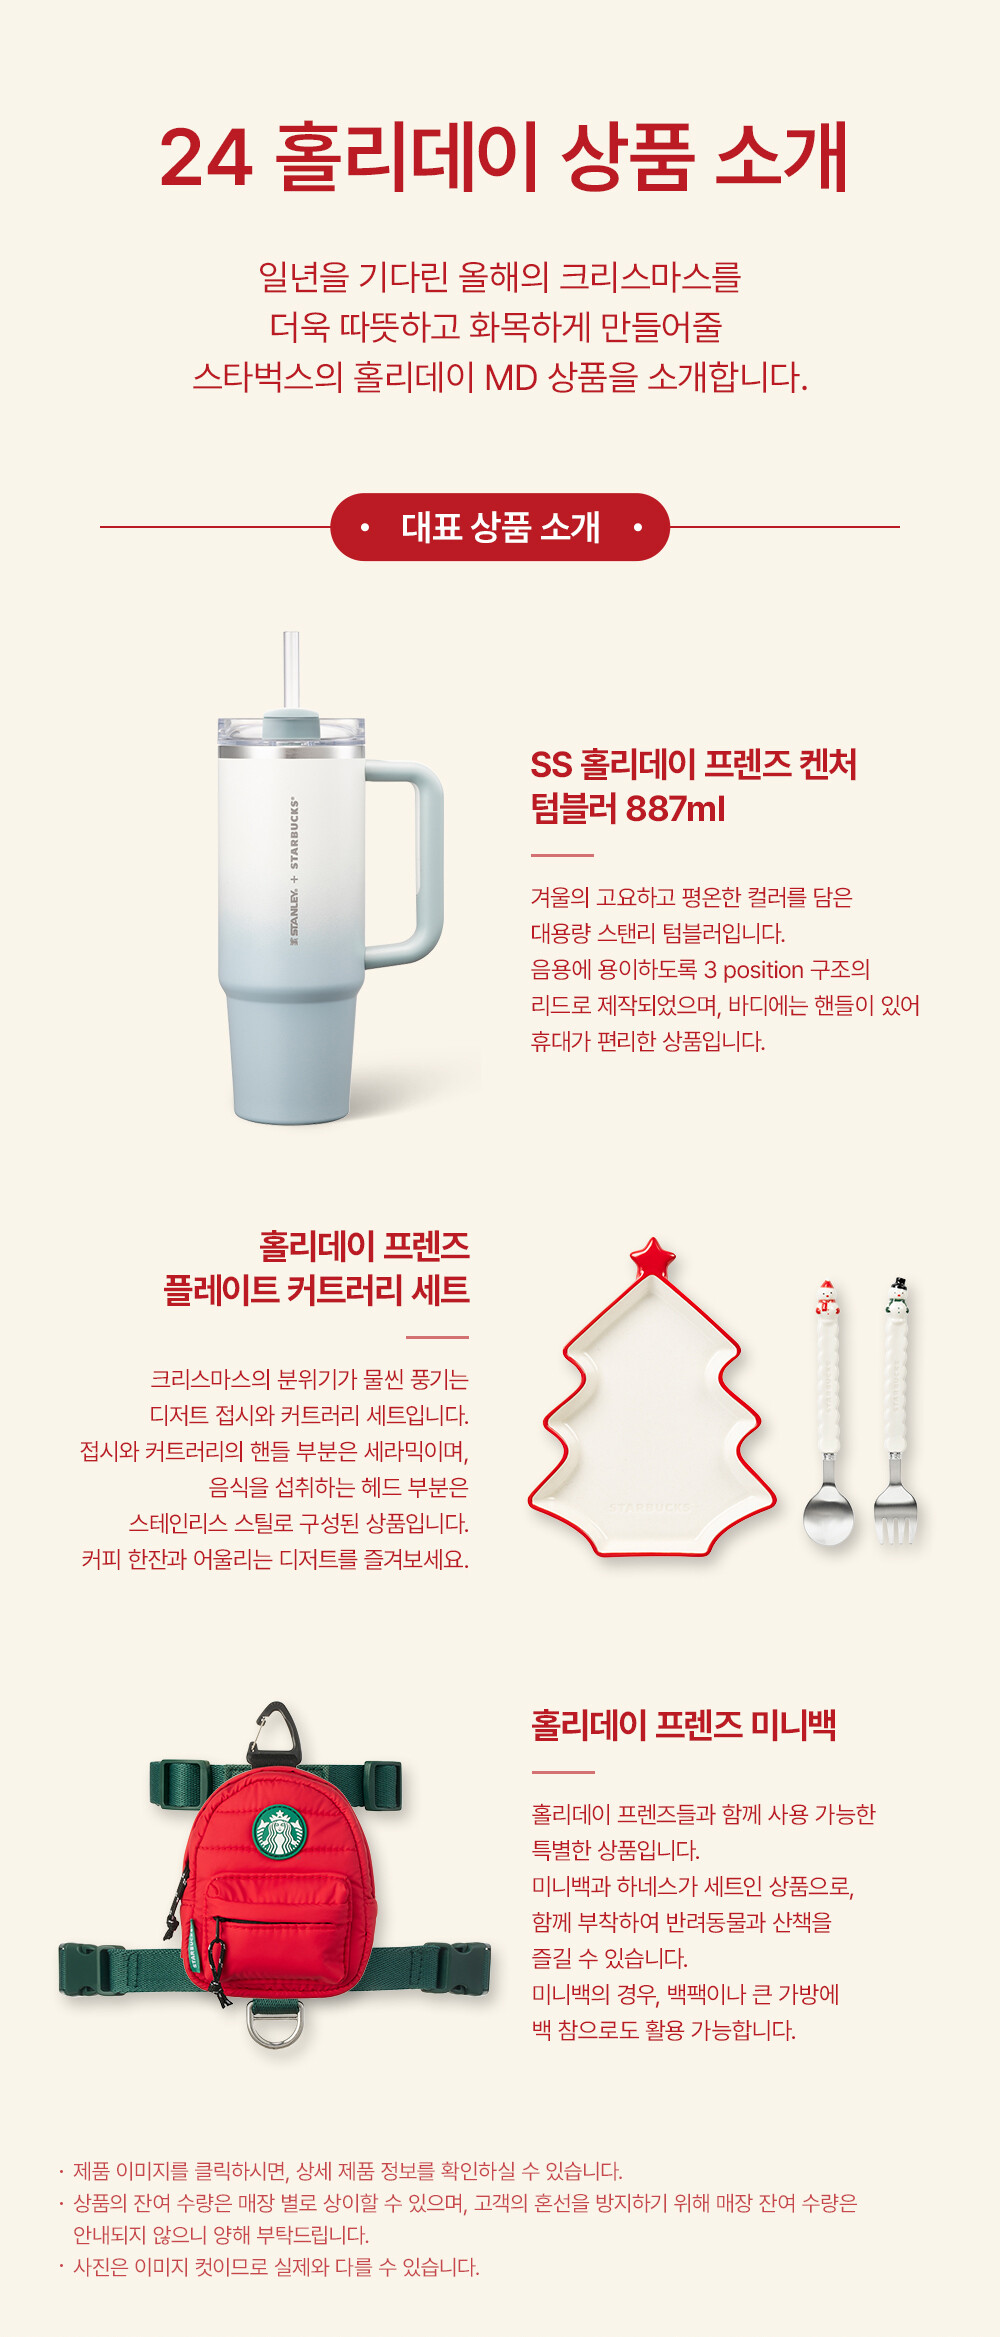 24 홀리데이 상품 소개
일년을 기다린 올해의 크리스마스를
더욱 따뜻하고 화목하게 만들어줄
스타벅스의 홀리데이 MD 상품을 소개합니다.
· 대표 상품 소개 ·
STANLEY. + STARBUCKS®
SS 홀리데이 프렌즈 켄처
텀블러 887ml
겨울의 고요하고 평온한 컬러를 담은
대용량 스탠리 텀블러입니다.
음용에 용이하도록 3 position 구조의
리드로 제작되었으며, 바디에는 핸들이 있어
휴대가 편리한 상품입니다.
홀리데이 프렌즈
플레이트 커트러리 세트
크리스마스의 분위기가 물씬 풍기는
디저트 접시와 커트러리 세트입니다.
접시와 커트러리의 핸들 부분은 세라믹이며,
음식을 섭취하는 헤드 부분은
스테인리스 스틸로 구성된 상품입니다.
커피 한잔과 어울리는 디저트를 즐겨보세요.
STARBUCKS
홀리데이 프렌즈 미니백
홀리데이 프렌즈들과 함께 사용 가능한
특별한 상품입니다.
미니백과 하네스가 세트인 상품으로,
함께 부착하여 반려동물과 산책을
즐길 수 있습니다.
미니백의 경우, 백팩이나 큰 가방에
백 참으로도 활용 가능합니다.
· 제품 이미지를 클릭하시면, 상세 제품 정보를 확인하실 수 있습니다.
· 상품의 잔여 수량은 매장 별로 상이할 수 있으며, 고객의 혼선을 방지하기 위해 매장 잔여 수량은
안내되지 않으니 양해 부탁드립니다.
· 사진은 이미지 컷이므로 실제와 다를 수 있습니다.